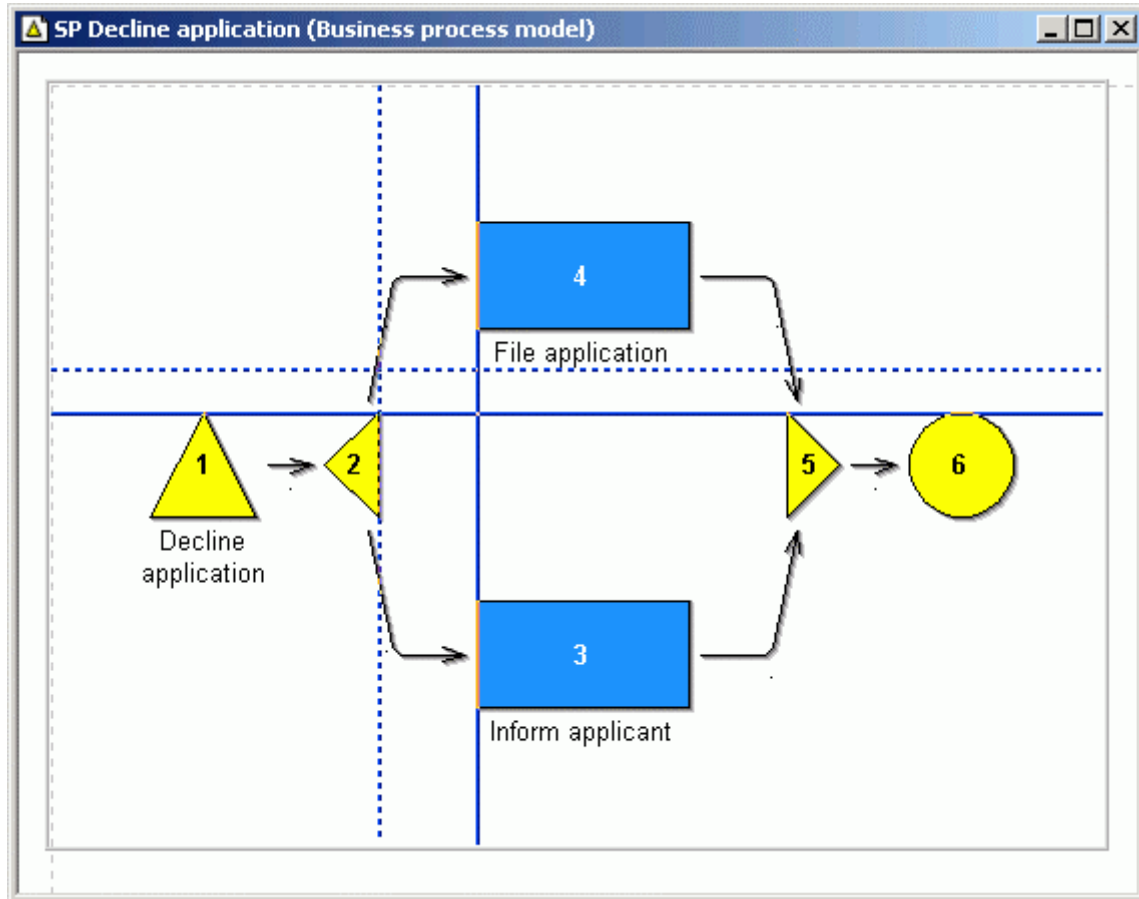 SP Decline application (Business process model)
4
File application
1
2
5
6
Decline
application
3
Inform applicant